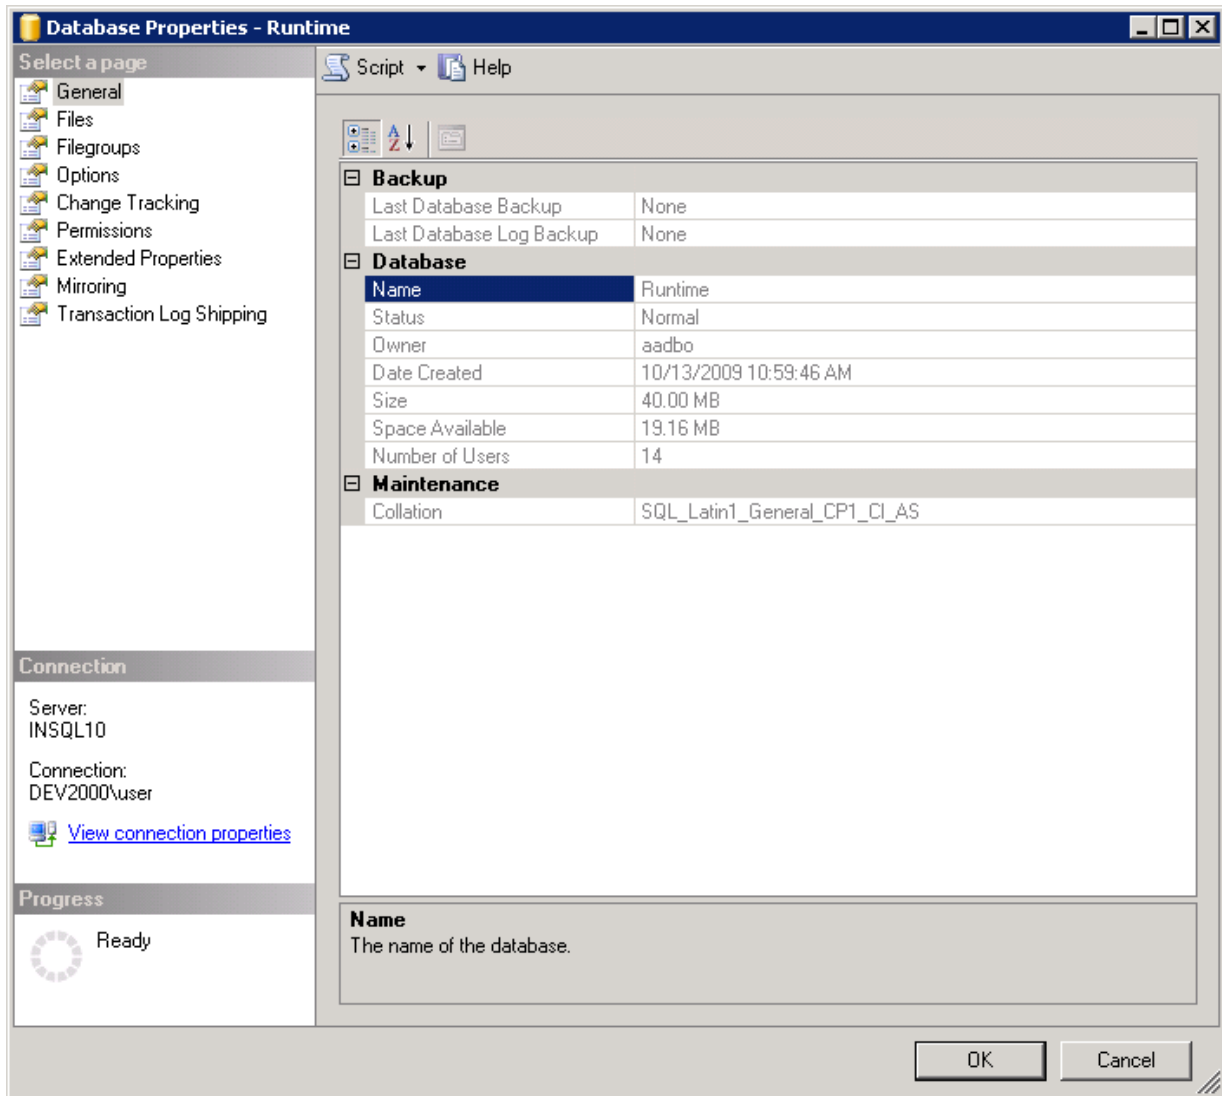 Database Properties - Runtime
Select a page
General
Files
Filegroups
Options
Change Tracking
Permissions
Extended Properties
Mirroring
Transaction Log Shipping
Connection
Server:
INSQL10
Connection:
DEV2000\user
View connection properties
Progress
Ready
Script Help
A
Z
Backup
Last Database Backup None
Last Database Log Backup None
Database
Name Runtime
Status Normal
Owner aadbo
Date Created 10/13/2009 10:59:46 AM
Size 40.00 MB
Space Available 19.16 MB
Number of Users 14
Maintenance
Collation SQL_Latin1_General_CP1_CI_AS
Name
The name of the database.
OK Cancel